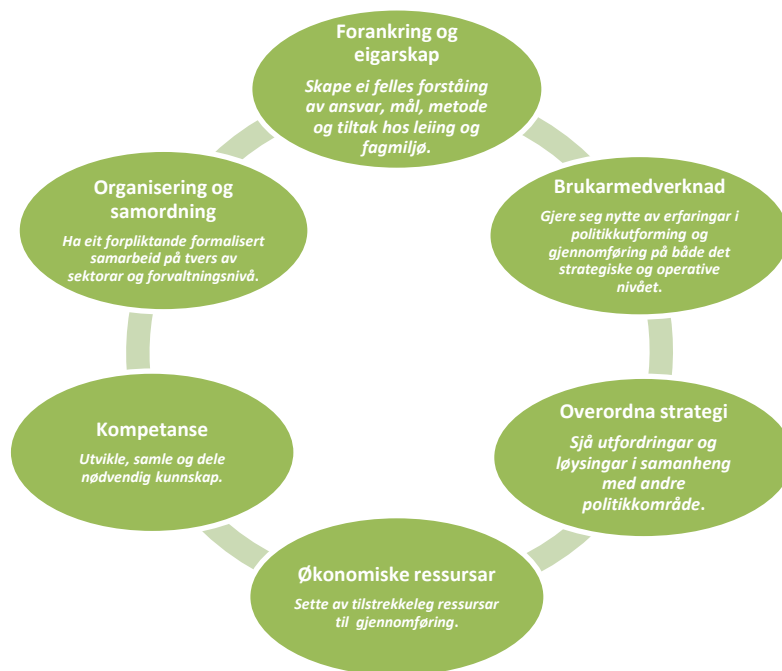 Forankring og
eigarskap
Skape ei felles forståing
av ansvar, mål, metode
og tiltak hos leiing og
fagmiljø.
Brukarmedverknad
Gjere seg nytte av erfaringar i
politikkutforming og
gjennomføring på både det
strategiske og operative
nivået.
Overordna strategi
Sjå utfordringar og
løysingar i samanheng
med andre
politikkområde.
Økonomiske ressursar
Sette av tilstrekkeleg ressursar
til gjennomføring.
Kompetanse
Utvikle, samle og dele
nødvendig kunnskap.
Organisering og
samordning
Ha eit forpliktande formalisert
samarbeid på tvers av
sektorar og forvaltningsnivå.